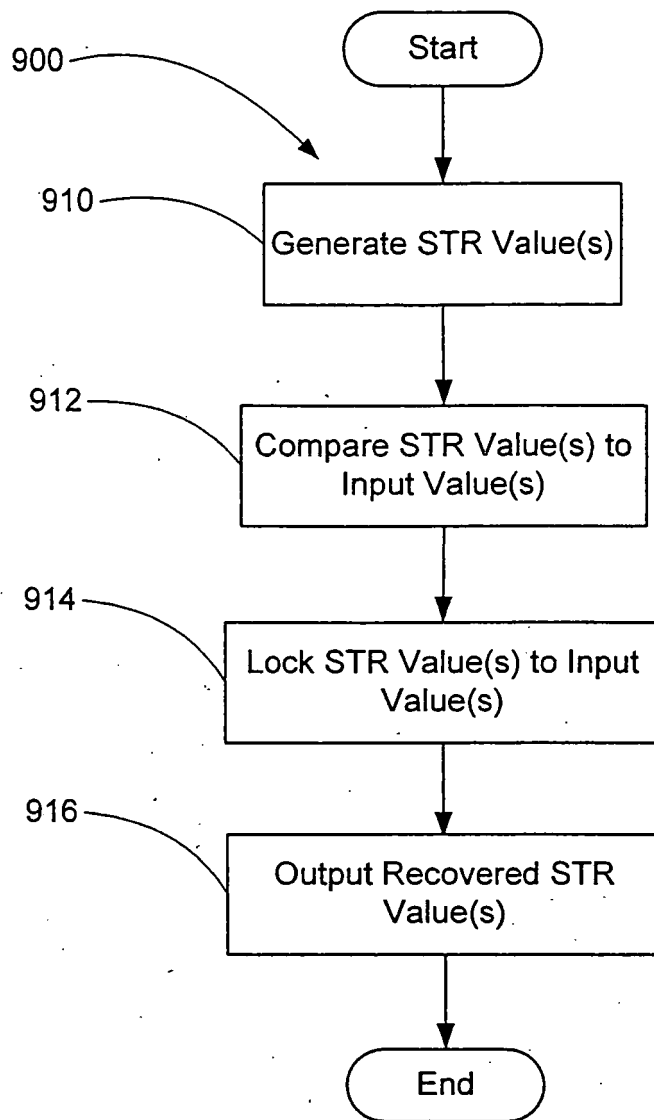 Start
900
910
Generate STR Value(s)
912
Compare STR Value(s) to
Input Value(s)
914
Lock STR Value(s) to Input
Value(s)
916
Output Recovered STR
Value(s)
End